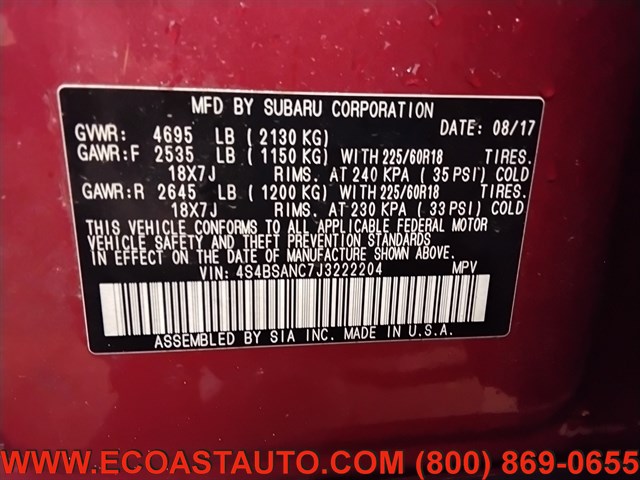 MFD BY SUBARU CORPORATION
GVWR: 4695 LB ( 2130 KG) DATE: 08/17
GAWR:F 2535 LB ( 1150 KG) WITH 225/60R18 TIRES.
18X7J RIMS. AT 240 KPA ( 35 PSI) COLD
GAWR:R 2645 LB ( 1200 KG) WITH 225/60R18 TIRES.
18X7J RIMS. AT 230 KPA ( 33 PSI) COLD
THIS VEHICLE CONFORMS TO ALL APPLICABLE FEDERAL MOTOR
VEHICLE SAFETY AND THEFT PREVENTION STANDARDS
IN EFFECT ON THE DATE OF MANUFACTURE SHOWN ABOVE.
VIN: 4S4BSANC7J3222204 MPV
ASSEMBLED BY SIA INC. MADE IN U.S.A.
WWW.ECOASTAUTO.COM (800) 869-0655